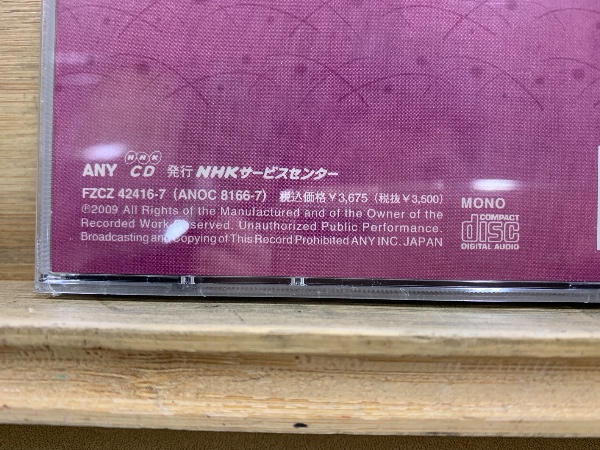 ANY NHK CD 発行 NHKサービスセンター
FZCZ 42416-7 (ANOC 8166-7) 税込価格￥3,675 (税抜￥3,500)
℗2009 All Rights of the Manufactured and of the Owner of the
Recorded Work Reserved. Unauthorized Public Performance.
Broadcasting and Copying of This Record Prohibited ANY INC. JAPAN
MONO
COMPACT
disc
DIGITAL AUDIO